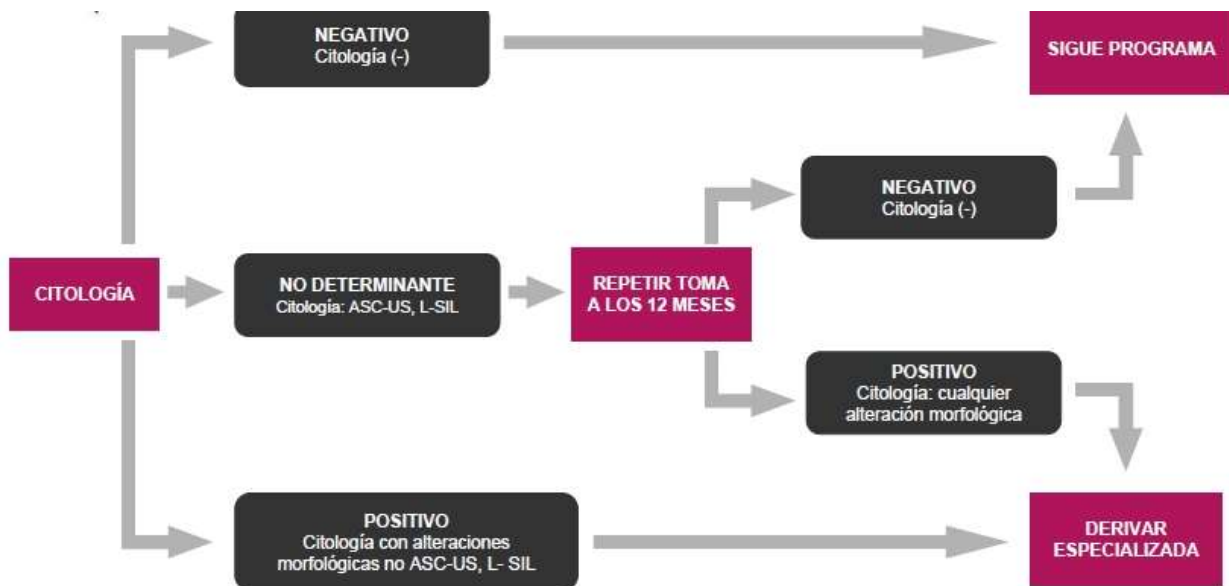 NEGATIVO
Citología (-)
SIGUE PROGRAMA
NEGATIVO
Citología (-)
CITOLOGÍA
NO DETERMINANTE
Citología: ASC-US, L-SIL
REPETIR TOMA
A LOS 12 MESES
POSITIVO
Citología: cualquier
alteración morfológica
POSITIVO
Citología con alteraciones
morfológicas no ASC-US, L- SIL
DERIVAR
ESPECIALIZADA